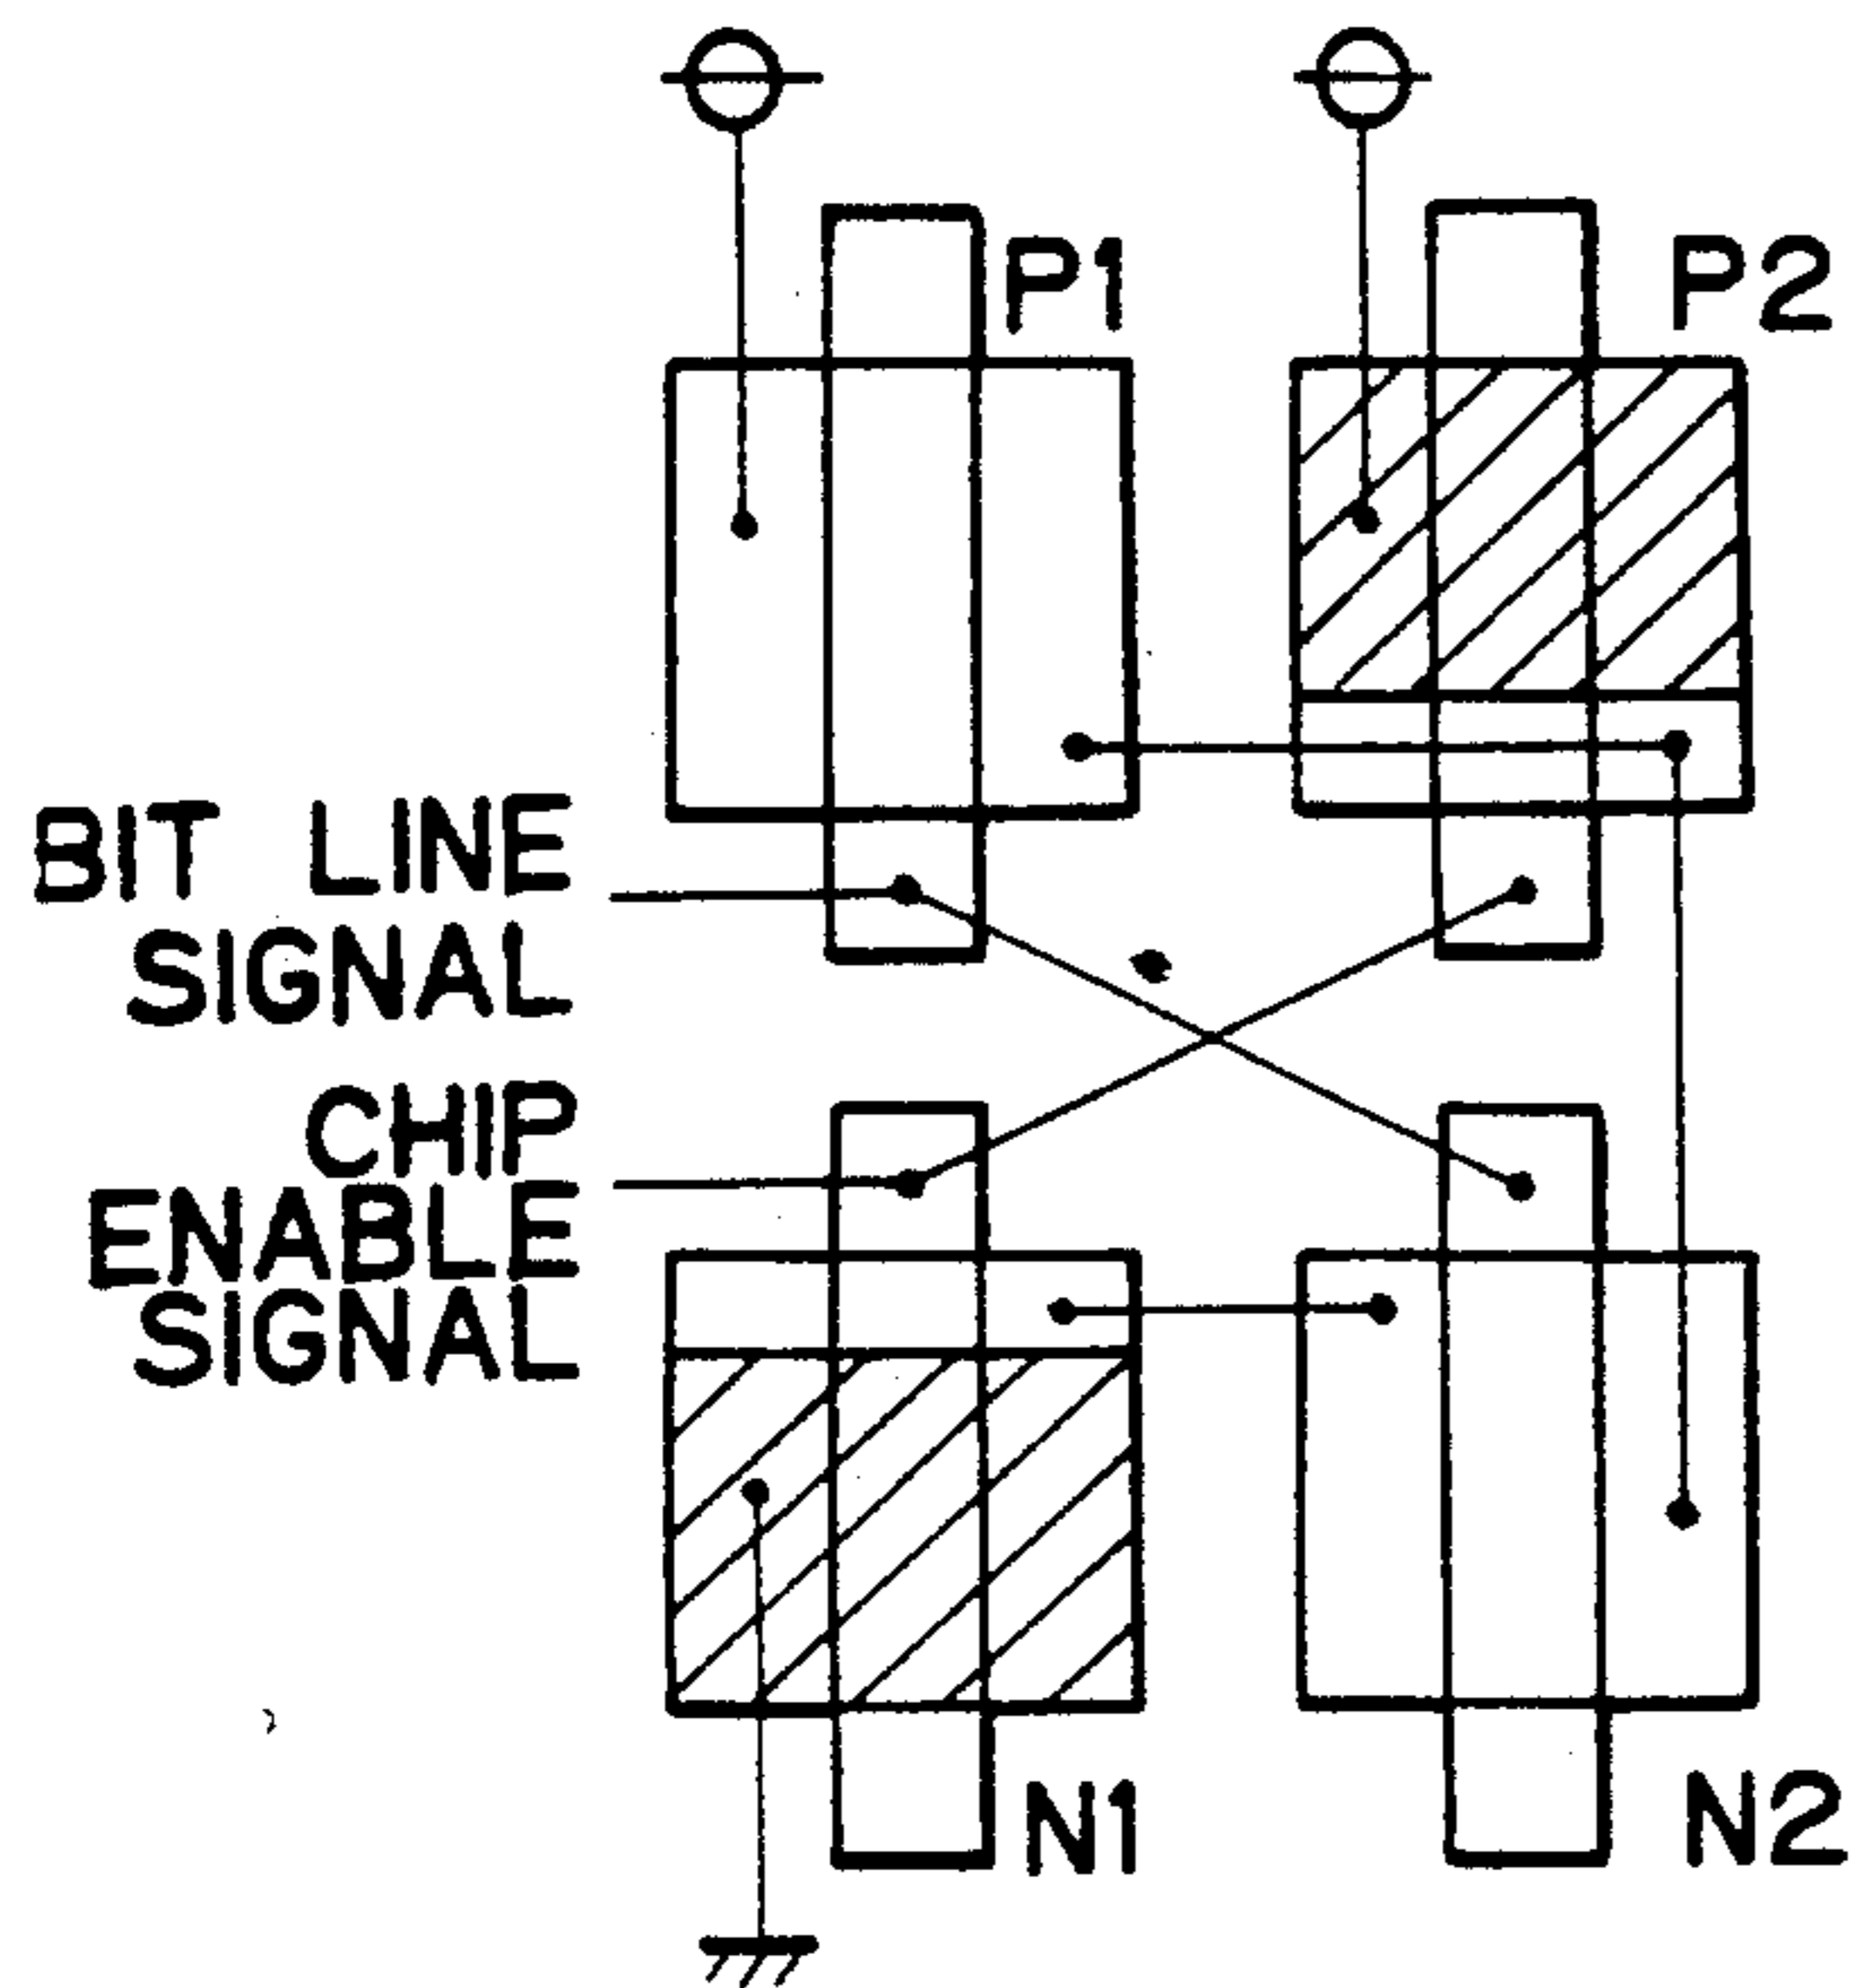 P1
P2
BIT LINE
SIGNAL
CHIP
ENABLE
SIGNAL
N1
N2